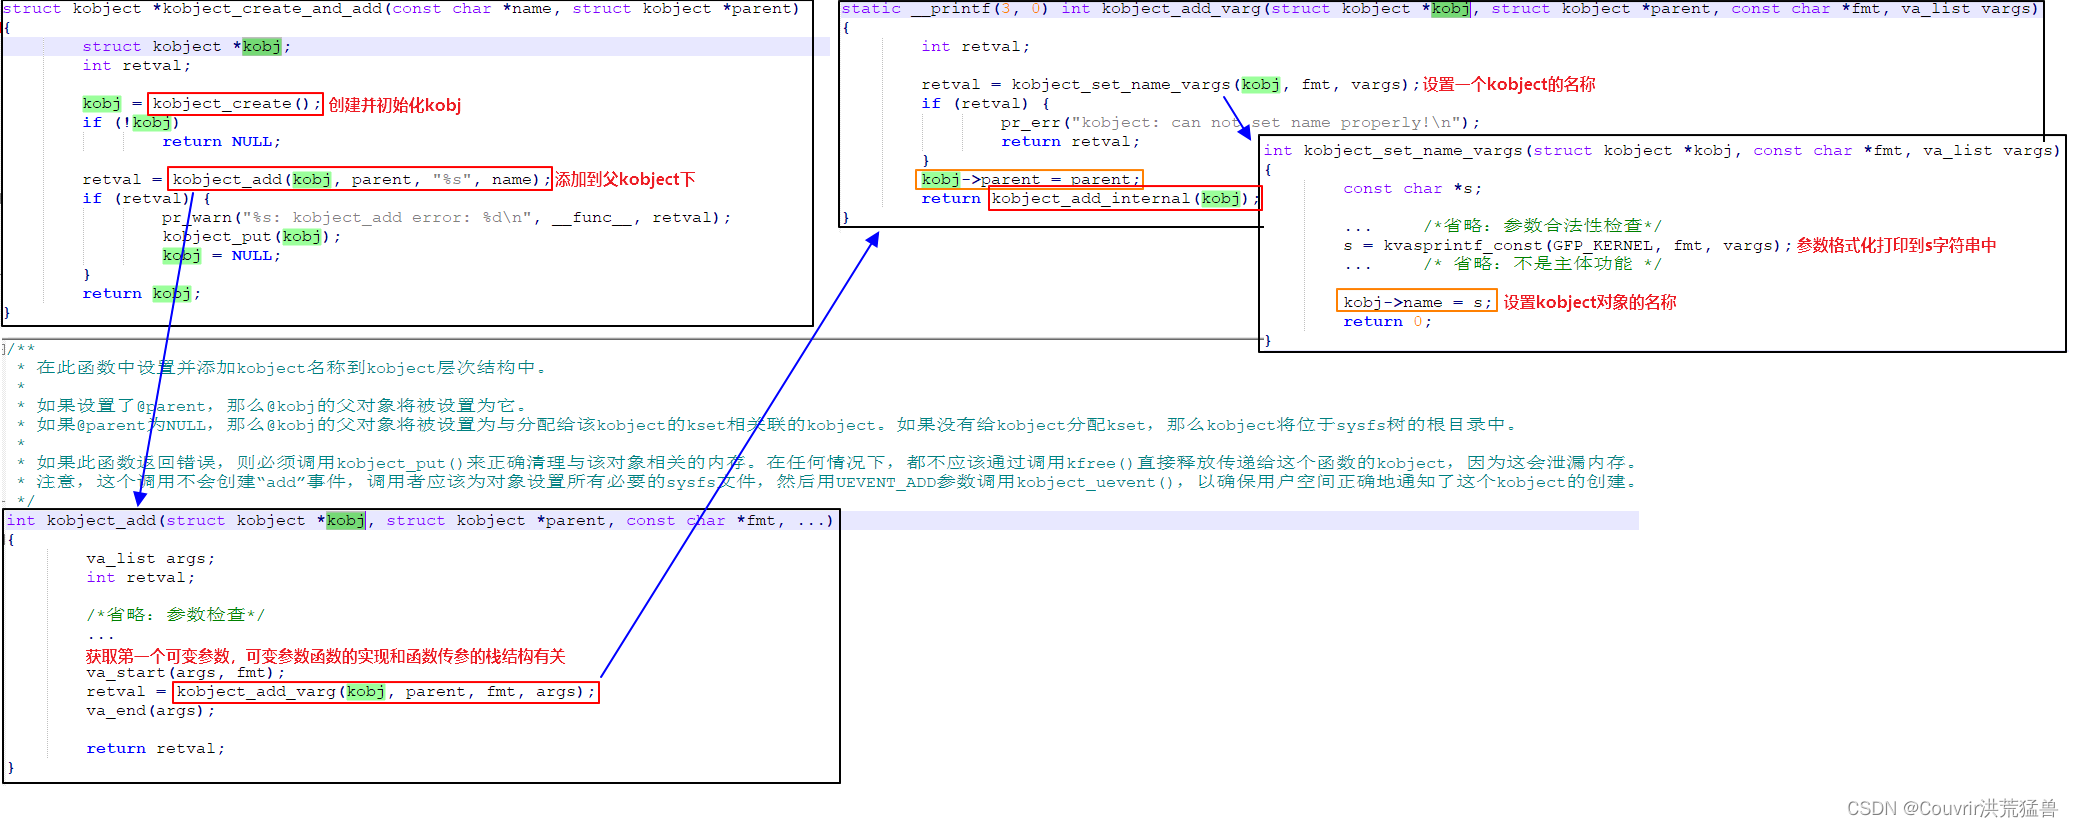 struct kobject *kobject_create_and_add(const char *name, struct kobject *parent)
{
struct kobject *kobj;
int retval;
kobj = kobject_create(); 创建并初始化kobj
if (!kobj)
return NULL;
retval = kobject_add(kobj, parent, "%s", name); 添加到父kobject下
if (retval) {
pr_warn("%s: kobject_add error: %d\n", __func__, retval);
kobject_put(kobj);
kobj = NULL;
}
return kobj;
}
static __printf(3, 0) int kobject_add_varg(struct kobject *kobj, struct kobject *parent, const char *fmt, va_list vargs)
{
int retval;
retval = kobject_set_name_vargs(kobj, fmt, vargs); 设置一个kobject的名称
if (retval) {
pr_err("kobject: can not set name properly!\n");
return retval;
}
kobj->parent = parent;
return kobject_add_internal(kobj);
}
int kobject_set_name_vargs(struct kobject *kobj, const char *fmt, va_list vargs)
{
const char *s;
... /*省略：参数合法性检查*/
s = kvasprintf_const(GFP_KERNEL, fmt, vargs); 参数格式化打印到s字符串中
... /* 省略：不是主体功能 */
kobj->name = s; 设置kobject对象的名称
return 0;
}
/**
* 在此函数中设置并添加kobject名称到kobject层次结构中。
*
* 如果设置了@parent，那么@kobj的父对象将被设置为它。
* 如果@parent为NULL，那么@kobj的父对象将被设置为与分配给该kobject的kset相关联的kobject。如果没有给kobject分配kset，那么kobject将位于sysfs树的根目录中。
*
* 如果此函数返回错误，则必须调用kobject_put()来正确清理与该对象相关的内存。在任何情况下，都不应该通过调用kfree()直接释放传递给这个函数的kobject，因为这会泄漏内存。
* 注意，这个调用不会创建“add”事件，调用者应该为对象设置所有必要的sysfs文件，然后用UEVENT_ADD参数调用kobject_uevent()，以确保用户空间正确地通知了这个kobject的创建。
*/
int kobject_add(struct kobject *kobj, struct kobject *parent, const char *fmt, ...)
{
va_list args;
int retval;
/*省略：参数检查*/
...
获取第一个可变参数，可变参数函数的实现和函数传参的栈结构有关
va_start(args, fmt);
retval = kobject_add_varg(kobj, parent, fmt, args);
va_end(args);
return retval;
}
CSDN @Couvrir洪荒猛兽